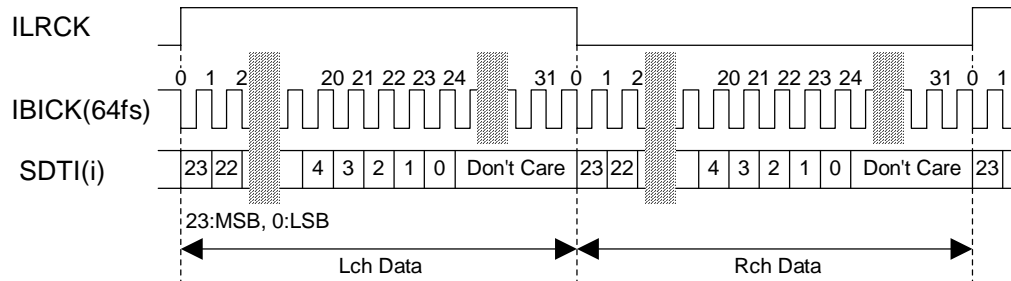 ILRCK
0 1 2 20 21 22 23 24 31 0 1 2 20 21 22 23 24 31 0 1
IBICK(64fs)
SDTI(i) 23 22 4 3 2 1 0 Don't Care 23 22 4 3 2 1 0 Don't Care 23
23:MSB, 0:LSB
Lch Data Rch Data